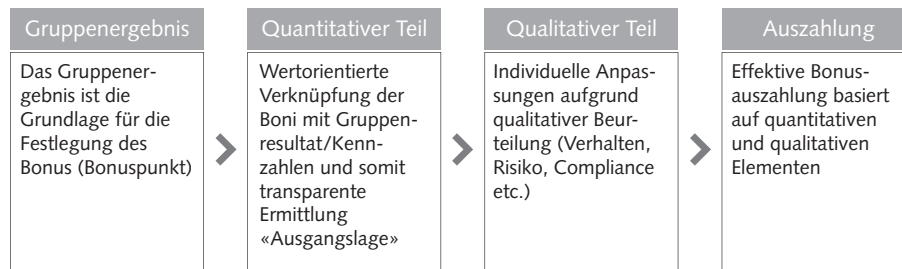 Gruppenergebnis
Das Gruppener-
gebnis ist die
Grundlage für die
Festlegung des
Bonus (Bonuspunkt)
Quantitativer Teil
Wertorientierte
Verknüpfung der
Boni mit Gruppen-
resultat/Kenn-
zahlen und somit
transparente
Ermittlung
«Ausgangslage»
Qualitativer Teil
Individuelle Anpas-
sungen aufgrund
qualitativer Beur-
teilung (Verhalten,
Risiko, Compliance
etc.)
Auszahlung
Effektive Bonus-
auszahlung basiert
auf quantitativen
und qualitativen
Elementen